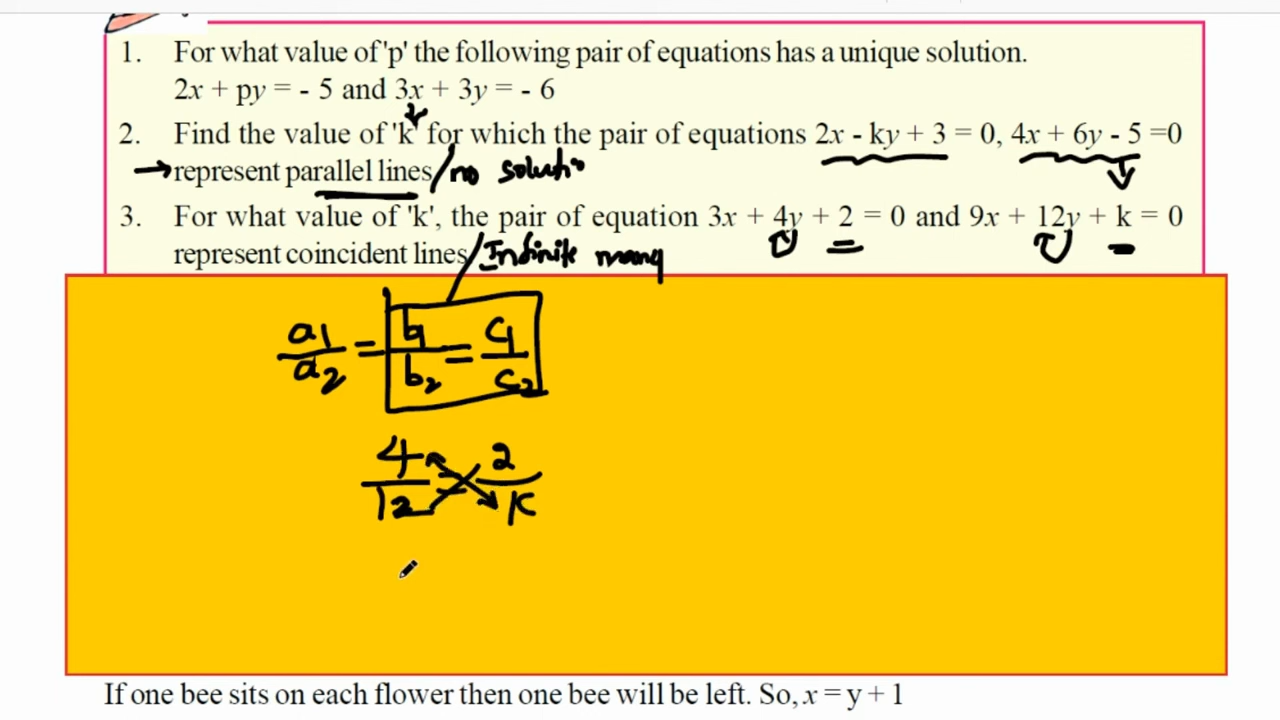 1. For what value of 'p' the following pair of equations has a unique solution.
2x + py = - 5 and 3x + 3y = - 6
2. Find the value of 'k' for which the pair of equations 2x - ky + 3 = 0, 4x + 6y - 5 =0
represent parallel lines /no solutio
3. For what value of 'k', the pair of equation 3x + 4y + 2 = 0 and 9x + 12y + k = 0
represent coincident lines /Infinite many
a1/a2 = b1/b2 = c1/c2
4/12 = 2/k
If one bee sits on each flower then one bee will be left. So, x = y + 1